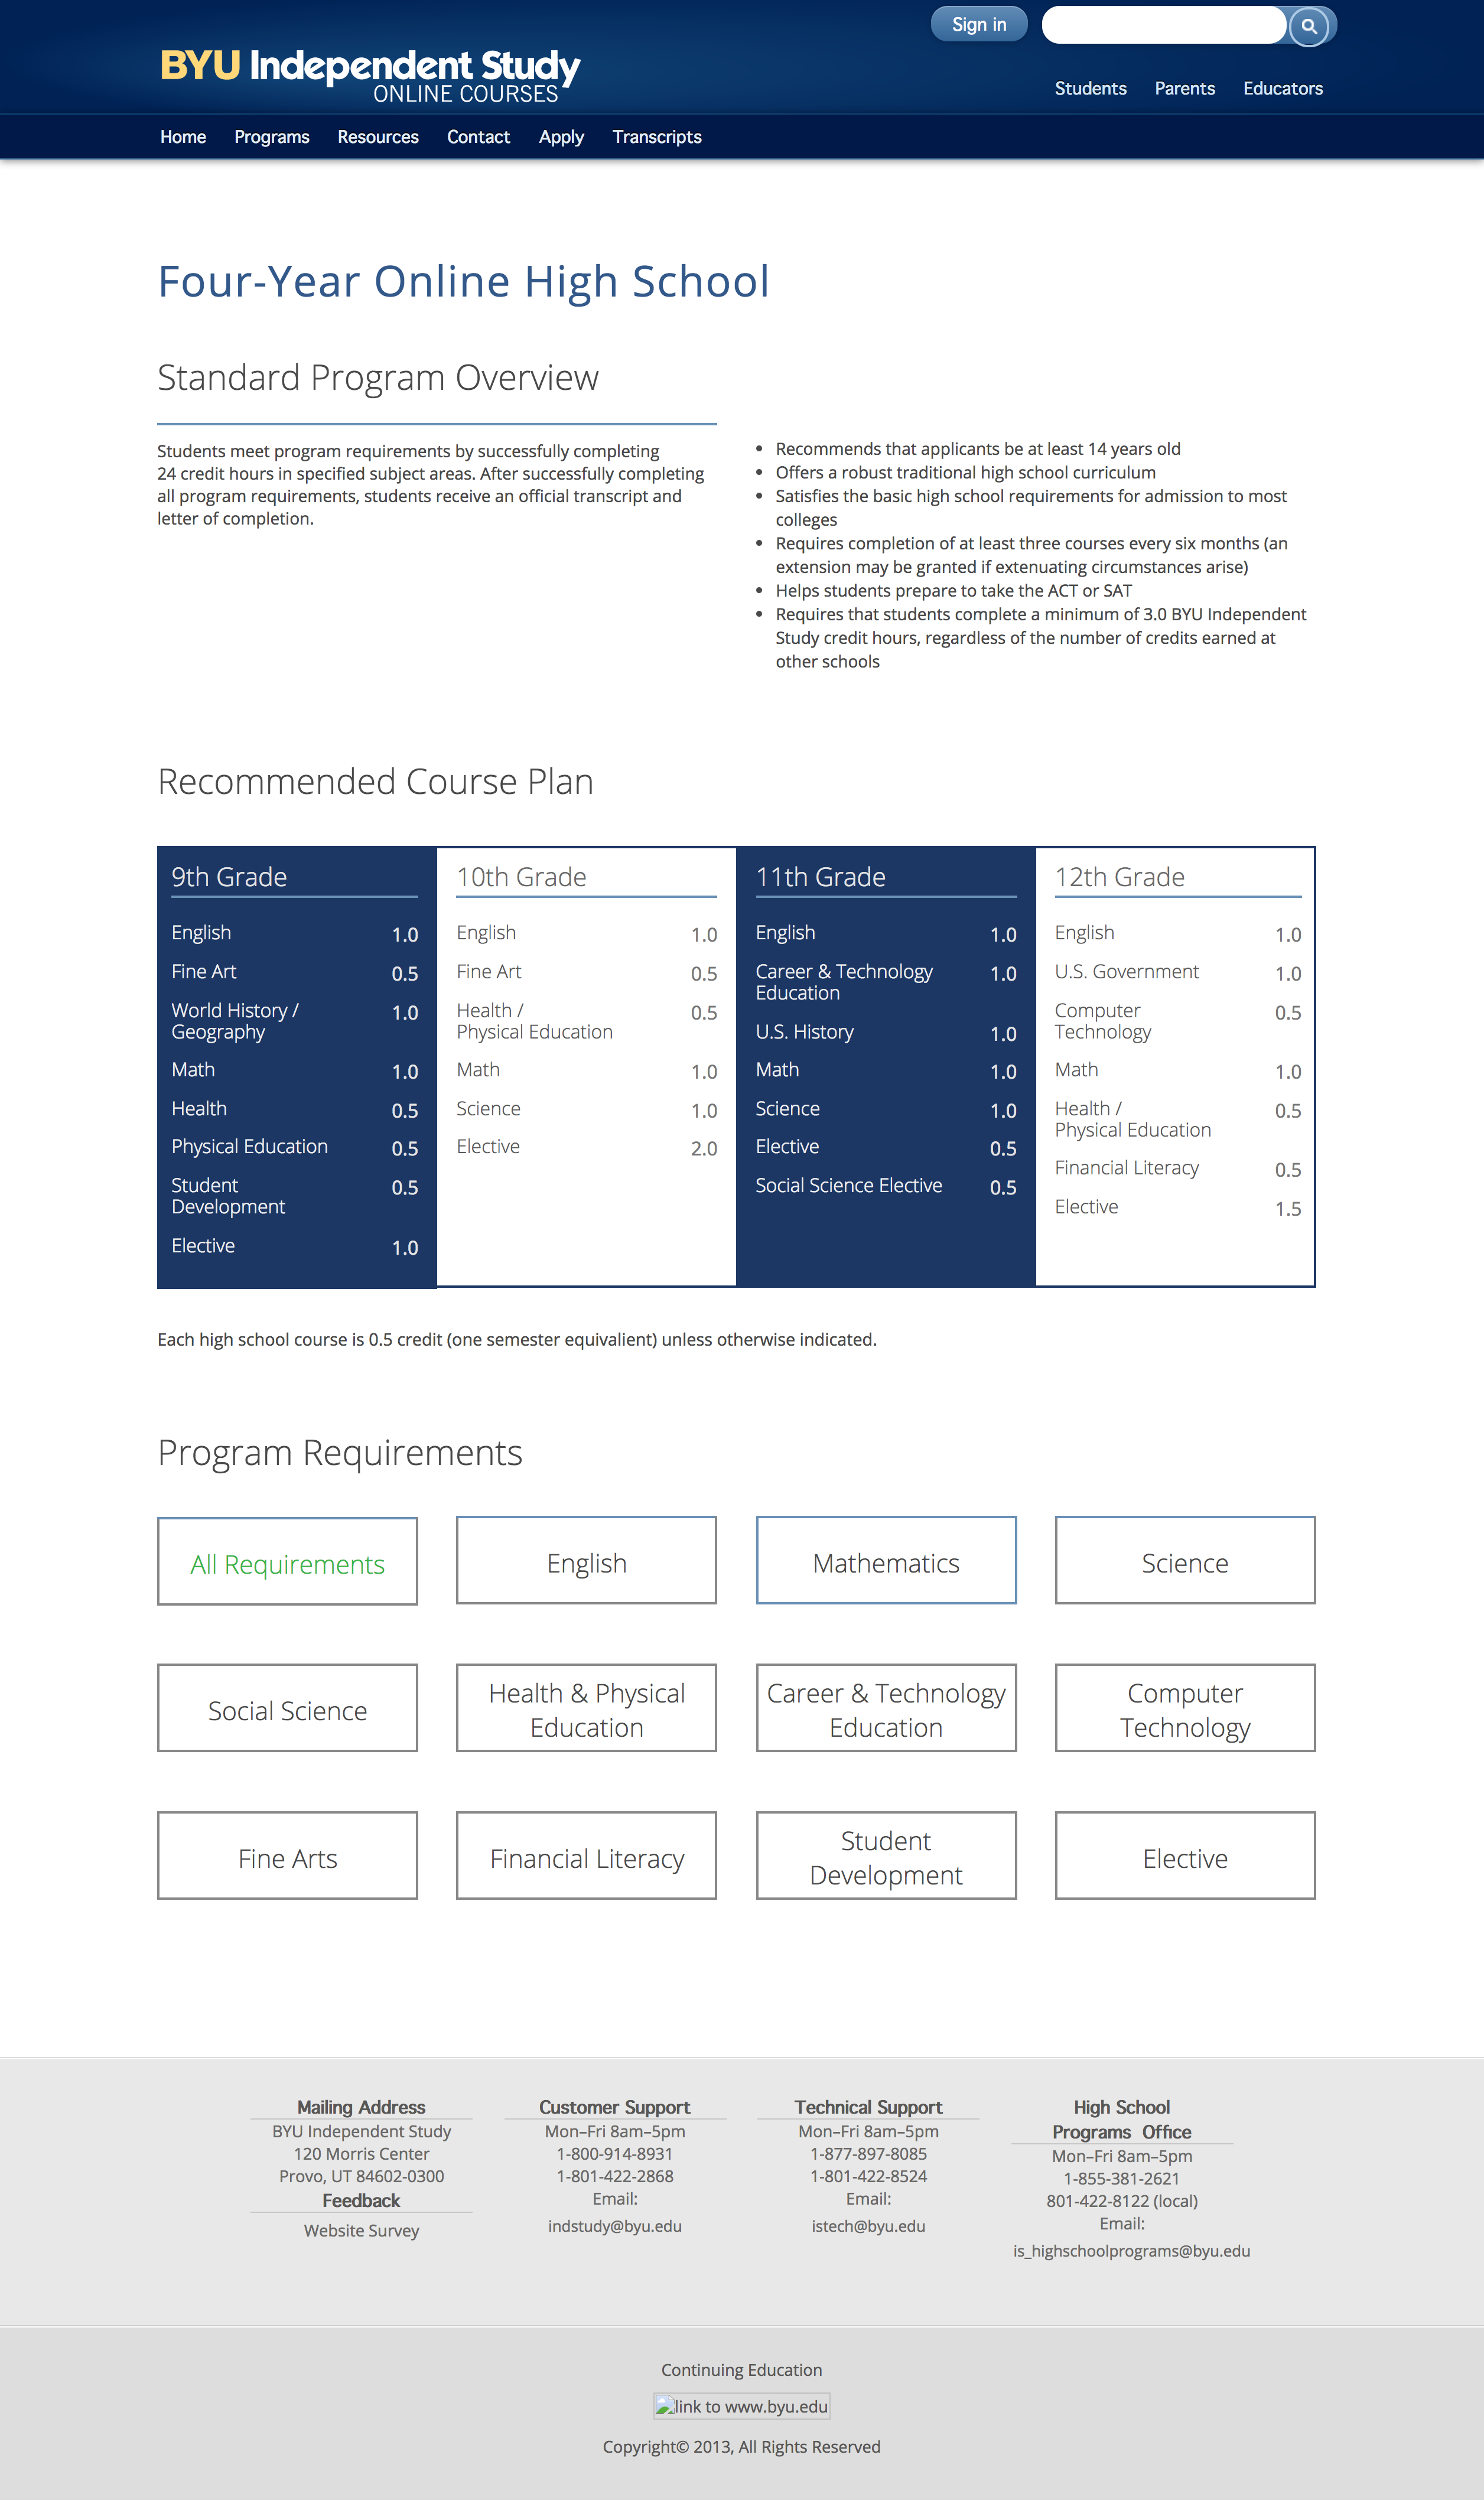 Sign in
BYU Independent Study
ONLINE COURSES
Students Parents Educators
Home Programs Resources Contact Apply Transcripts
Four-Year Online High School
Standard Program Overview
Students meet program requirements by successfully completing
24 credit hours in specified subject areas. After successfully completing
all program requirements, students receive an official transcript and
letter of completion.
• Recommends that applicants be at least 14 years old
• Offers a robust traditional high school curriculum
• Satisfies the basic high school requirements for admission to most
colleges
• Requires completion of at least three courses every six months (an
extension may be granted if extenuating circumstances arise)
• Helps students prepare to take the ACT or SAT
• Requires that students complete a minimum of 3.0 BYU Independent
Study credit hours, regardless of the number of credits earned at
other schools
Recommended Course Plan
9th Grade
English 1.0
Fine Art 0.5
World History / 1.0
Geography
Math 1.0
Health 0.5
Physical Education 0.5
Student 0.5
Development
Elective 1.0
10th Grade
English 1.0
Fine Art 0.5
Health / 0.5
Physical Education
Math 1.0
Science 1.0
Elective 2.0
11th Grade
English 1.0
Career & Technology 1.0
Education
U.S. History 1.0
Math 1.0
Science 1.0
Elective 0.5
Social Science Elective 0.5
12th Grade
English 1.0
U.S. Government 1.0
Computer 0.5
Technology
Math 1.0
Health / 0.5
Physical Education
Financial Literacy 0.5
Elective 1.5
Each high school course is 0.5 credit (one semester equivalient) unless otherwise indicated.
Program Requirements
All Requirements
English
Mathematics
Science
Social Science
Health & Physical
Education
Career & Technology
Education
Computer
Technology
Fine Arts
Financial Literacy
Student
Development
Elective
Mailing Address
BYU Independent Study
120 Morris Center
Provo, UT 84602-0300
Feedback
Website Survey
Customer Support
Mon–Fri 8am–5pm
1-800-914-8931
1-801-422-2868
Email:
indstudy@byu.edu
Technical Support
Mon–Fri 8am–5pm
1-877-897-8085
1-801-422-8524
Email:
istech@byu.edu
High School
Programs Office
Mon–Fri 8am–5pm
1-855-381-2621
801-422-8122 (local)
Email:
is_highschoolprograms@byu.edu
Continuing Education
link to www.byu.edu
Copyright© 2013, All Rights Reserved